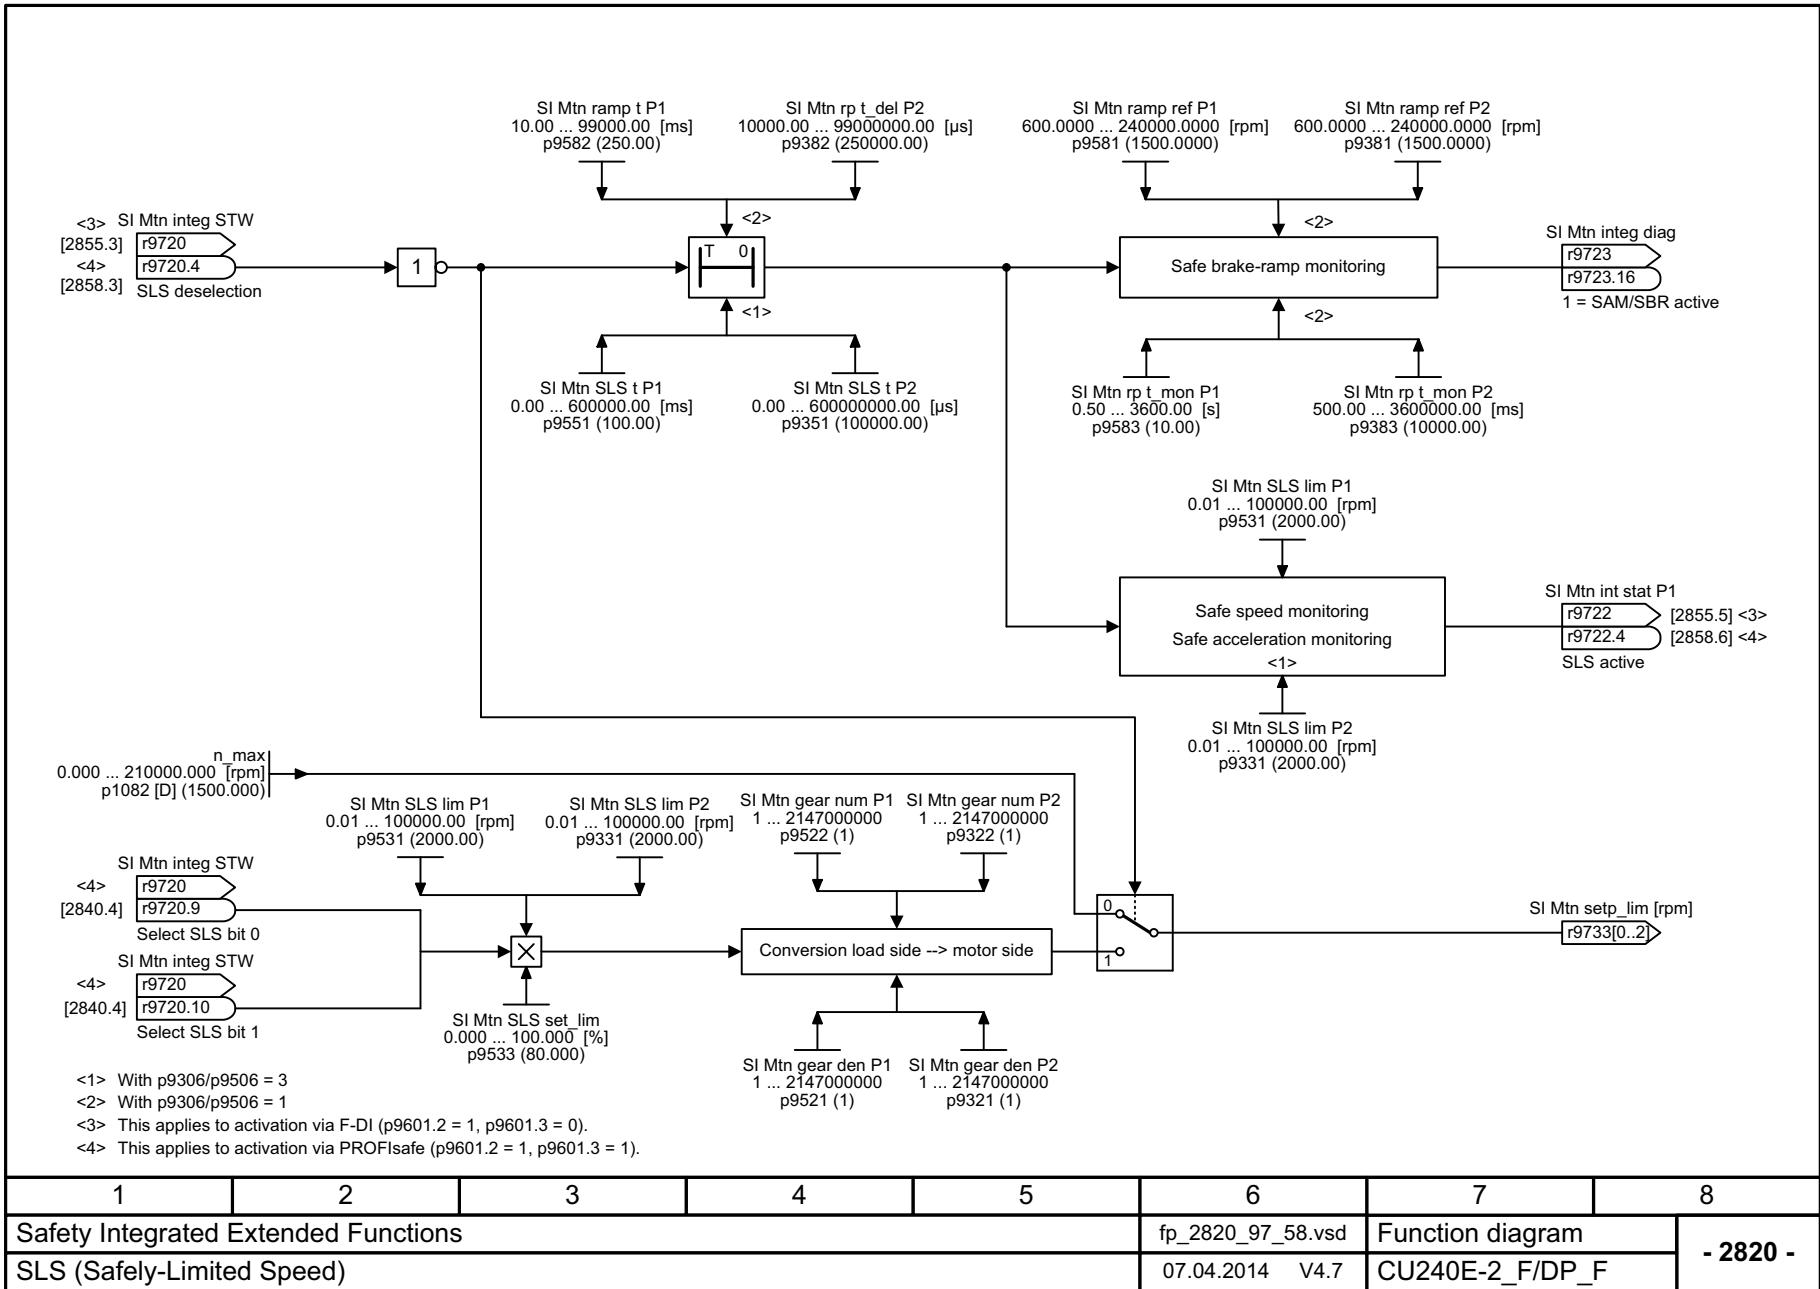 SI Mtn ramp t P1
10.00 ... 99000.00 [ms]
p9582 (250.00)
SI Mtn rp t_del P2
10000.00 ... 99000000.00 [µs]
p9382 (250000.00)
SI Mtn ramp ref P1
600.0000 ... 240000.0000 [rpm]
p9581 (1500.0000)
SI Mtn ramp ref P2
600.0000 ... 240000.0000 [rpm]
p9381 (1500.0000)
<3> SI Mtn integ STW
[2855.3] r9720
<4> r9720.4
[2858.3] SLS deselection
1
<2>
T 0
<1>
<2>
Safe brake-ramp monitoring
<2>
SI Mtn integ diag
r9723
r9723.16
1 = SAM/SBR active
SI Mtn SLS t P1
0.00 ... 600000.00 [ms]
p9551 (100.00)
SI Mtn SLS t P2
0.00 ... 600000000.00 [µs]
p9351 (100000.00)
SI Mtn rp t_mon P1
0.50 ... 3600.00 [s]
p9583 (10.00)
SI Mtn rp t_mon P2
500.00 ... 3600000.00 [ms]
p9383 (10000.00)
SI Mtn SLS lim P1
0.01 ... 100000.00 [rpm]
p9531 (2000.00)
Safe speed monitoring
Safe acceleration monitoring
<1>
SI Mtn int stat P1
r9722 [2855.5] <3>
r9722.4 [2858.6] <4>
SLS active
SI Mtn SLS lim P2
0.01 ... 100000.00 [rpm]
p9331 (2000.00)
n_max
0.000 ... 210000.000 [rpm]
p1082 [D] (1500.000)
SI Mtn SLS lim P1
0.01 ... 100000.00 [rpm]
p9531 (2000.00)
SI Mtn SLS lim P2
0.01 ... 100000.00 [rpm]
p9331 (2000.00)
SI Mtn gear num P1
1 ... 2147000000
p9522 (1)
SI Mtn gear num P2
1 ... 2147000000
p9322 (1)
SI Mtn integ STW
<4> r9720
[2840.4] r9720.9
Select SLS bit 0
SI Mtn integ STW
<4> r9720
[2840.4] r9720.10
Select SLS bit 1
Conversion load side --> motor side
0
1
SI Mtn setp_lim [rpm]
r9733[0..2]
SI Mtn SLS set_lim
0.000 ... 100.000 [%]
p9533 (80.000)
SI Mtn gear den P1
1 ... 2147000000
p9521 (1)
SI Mtn gear den P2
1 ... 2147000000
p9321 (1)
<1> With p9306/p9506 = 3
<2> With p9306/p9506 = 1
<3> This applies to activation via F-DI (p9601.2 = 1, p9601.3 = 0).
<4> This applies to activation via PROFIsafe (p9601.2 = 1, p9601.3 = 1).
1 2 3 4 5 6 7 8
Safety Integrated Extended Functions
fp_2820_97_58.vsd
Function diagram
- 2820 -
SLS (Safely-Limited Speed)
07.04.2014 V4.7
CU240E-2_F/DP_F